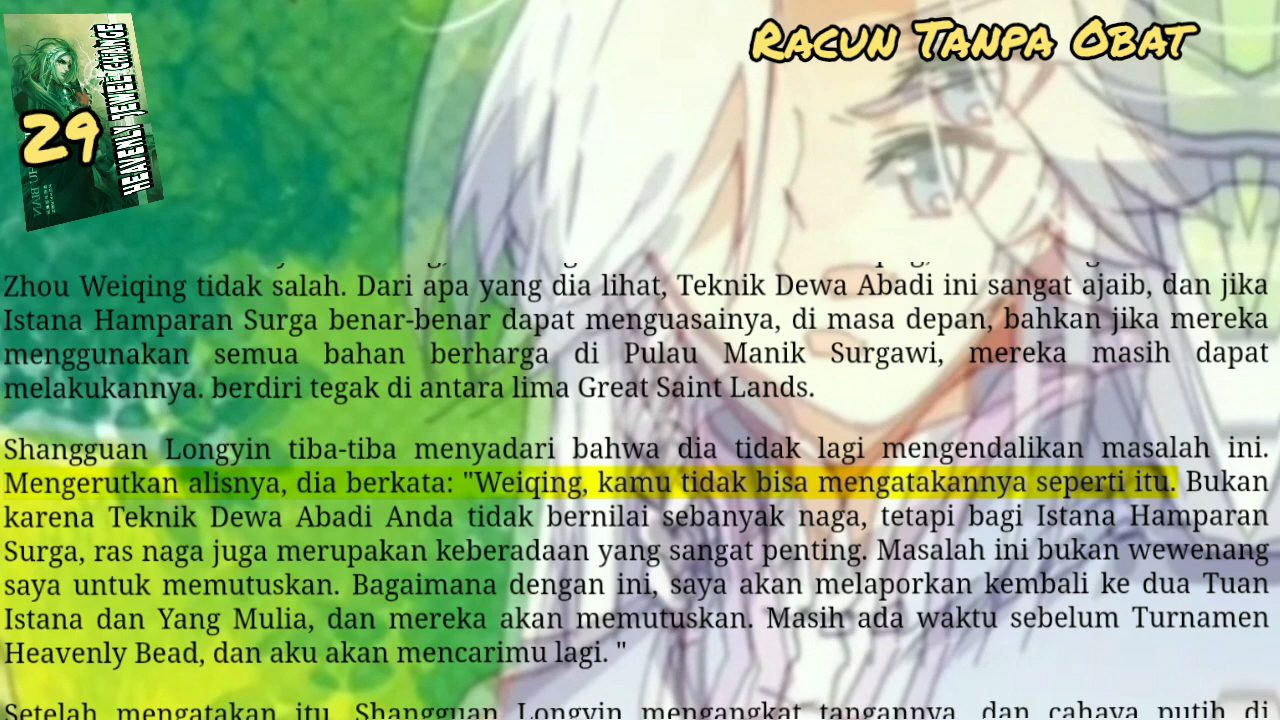 Racun Tanpa Obat
29
HEAVENLY JEWEL CHANGE
Zhou Weiqing tidak salah. Dari apa yang dia lihat, Teknik Dewa Abadi ini sangat ajaib, dan jika
Istana Hamparan Surga benar-benar dapat menguasainya, di masa depan, bahkan jika mereka
menggunakan semua bahan berharga di Pulau Manik Surgawi, mereka masih dapat
melakukannya. berdiri tegak di antara lima Great Saint Lands.
Shangguan Longyin tiba-tiba menyadari bahwa dia tidak lagi mengendalikan masalah ini.
Mengerutkan alisnya, dia berkata: "Weiqing, kamu tidak bisa mengatakannya seperti itu. Bukan
karena Teknik Dewa Abadi Anda tidak bernilai sebanyak naga, tetapi bagi Istana Hamparan
Surga, ras naga juga merupakan keberadaan yang sangat penting. Masalah ini bukan wewenang
saya untuk memutuskan. Bagaimana dengan ini, saya akan melaporkan kembali ke dua Tuan
Istana dan Yang Mulia, dan mereka akan memutuskan. Masih ada waktu sebelum Turnamen
Heavenly Bead, dan aku akan mencarimu lagi. "
Setelah mengatakan itu, Shangguan Longyin mengangkat tangannya, dan cahaya putih di